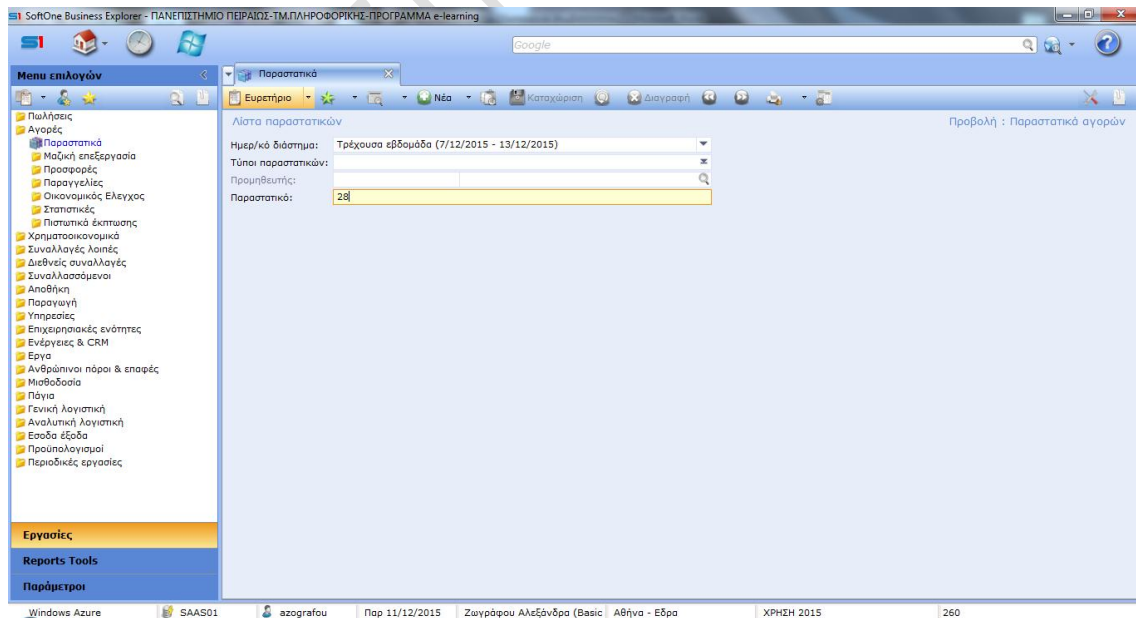 S1 SoftOne Business Explorer - ΠΑΝΕΠΙΣΤΗΜΙΟ ΠΕΙΡΑΙΩΣ-ΤΜ.ΠΛΗΡΟΦΟΡΙΚΗΣ-ΠΡΟΓΡΑΜΜΑ e-learning
S1 Google
Menu επιλογών Παραστατικά
Ευρετήριο Νέα Καταχώριση Διαγραφή
Πωλήσεις
Λίστα παραστατικών Προβολή : Παραστατικά αγορών
Αγορές
Παραστατικά
Ημερ/κό διάστημα: Τρέχουσα εβδομάδα (7/12/2015 - 13/12/2015)
Μαζική επεξεργασία
Τύποι παραστατικών:
Προσφορές
Προμηθευτής:
Παραγγελίες
Παραστατικό: 28
Οικονομικός Ελεγχος
Στατιστικές
Πιστωτικά έκπτωσης
Χρηματοοικονομικά
Συναλλαγές λοιπές
Διεθνείς συναλλαγές
Συναλλασσόμενοι
Αποθήκη
Παραγωγή
Υπηρεσίες
Επιχειρησιακές ενότητες
Ενέργειες & CRM
Εργα
Ανθρώπινοι πόροι & επαφές
Μισθοδοσία
Πάγια
Γενική λογιστική
Αναλυτική λογιστική
Εσοδα έξοδα
Προϋπολογισμοί
Περιοδικές εργασίες
Εργασίες
Reports Tools
Παράμετροι
Windows Azure SAAS01 azografou Παρ 11/12/2015 Ζωγράφου Αλεξάνδρα (Basic Αθήνα - Εδρα ΧΡΗΣΗ 2015 260